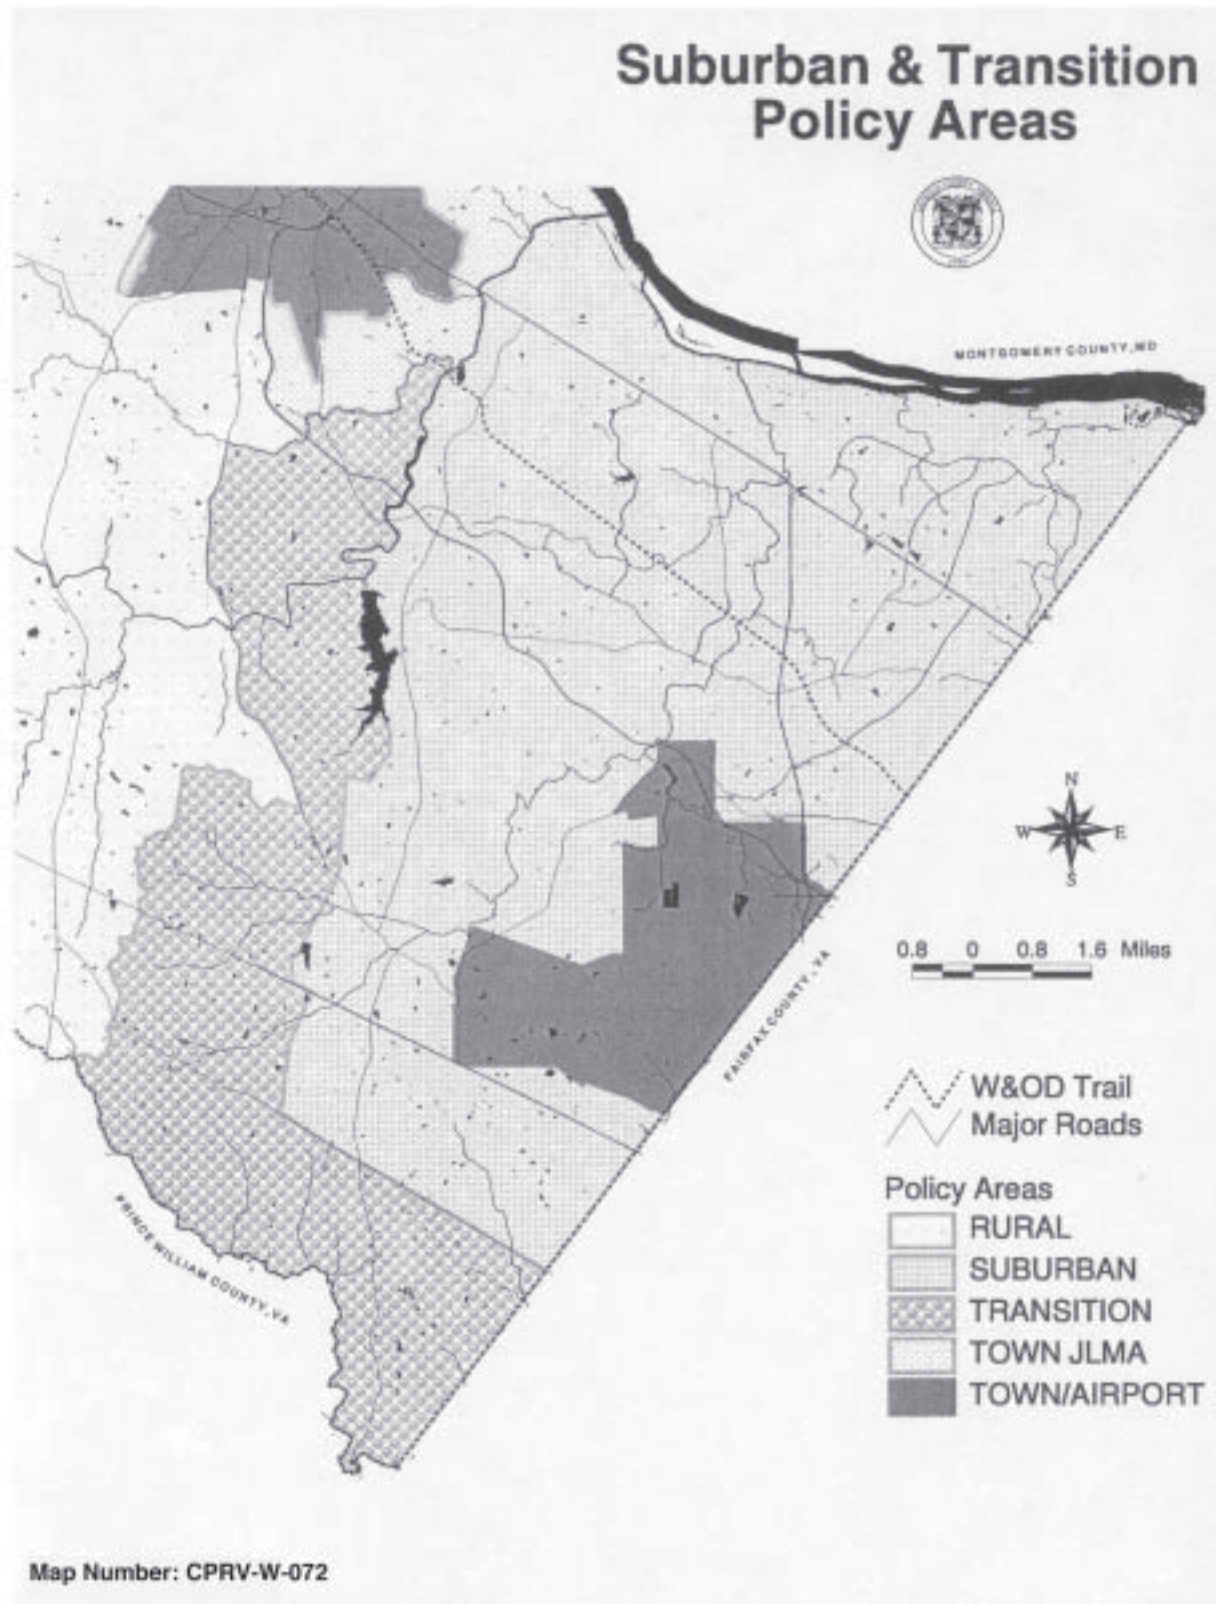 Suburban & Transition
Policy Areas
MONTGOMERY COUNTY, MD
N
W E
S
0.8 0 0.8 1.6 Miles
FAIRFAX COUNTY, VA
W&OD Trail
Major Roads
Policy Areas
RURAL
SUBURBAN
TRANSITION
TOWN JLMA
TOWN/AIRPORT
PRINCE WILLIAM COUNTY, VA
Map Number: CPRV-W-072